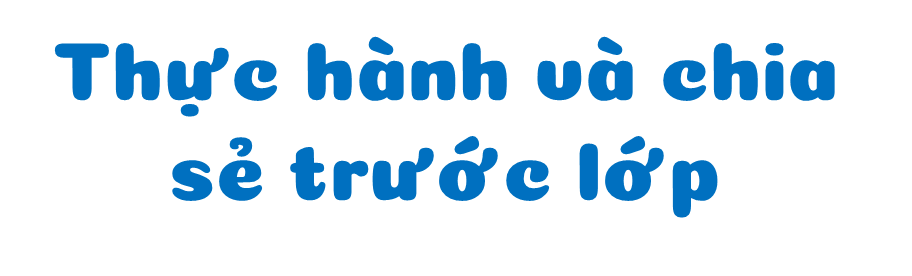 Thực hành và chia
sẻ trước lớp